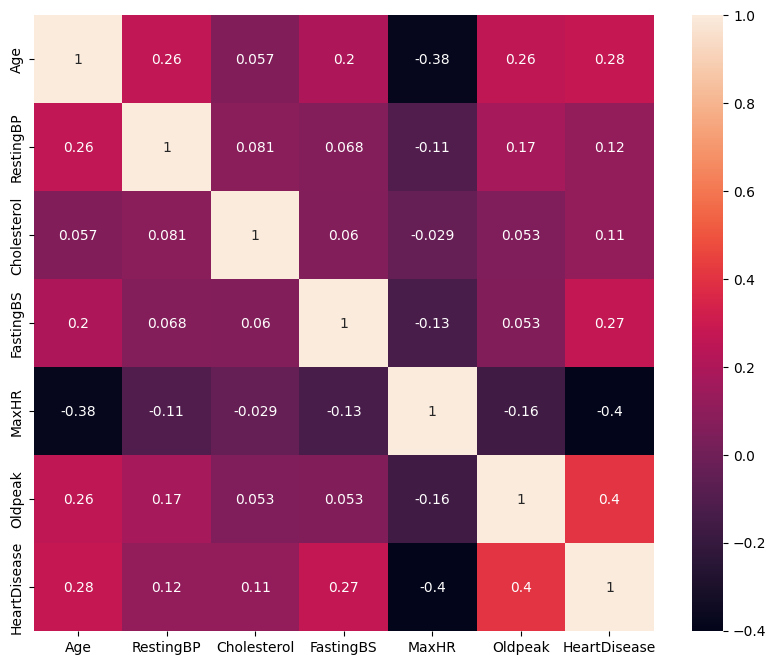 Age 1 0.26 0.057 0.2 -0.38 0.26 0.28
RestingBP 0.26 1 0.081 0.068 -0.11 0.17 0.12
Cholesterol 0.057 0.081 1 0.06 -0.029 0.053 0.11
FastingBS 0.2 0.068 0.06 1 -0.13 0.053 0.27
MaxHR -0.38 -0.11 -0.029 -0.13 1 -0.16 -0.4
Oldpeak 0.26 0.17 0.053 0.053 -0.16 1 0.4
HeartDisease 0.28 0.12 0.11 0.27 -0.4 0.4 1
Age RestingBP Cholesterol FastingBS MaxHR Oldpeak HeartDisease
1.0
0.8
0.6
0.4
0.2
0.0
−0.2
−0.4